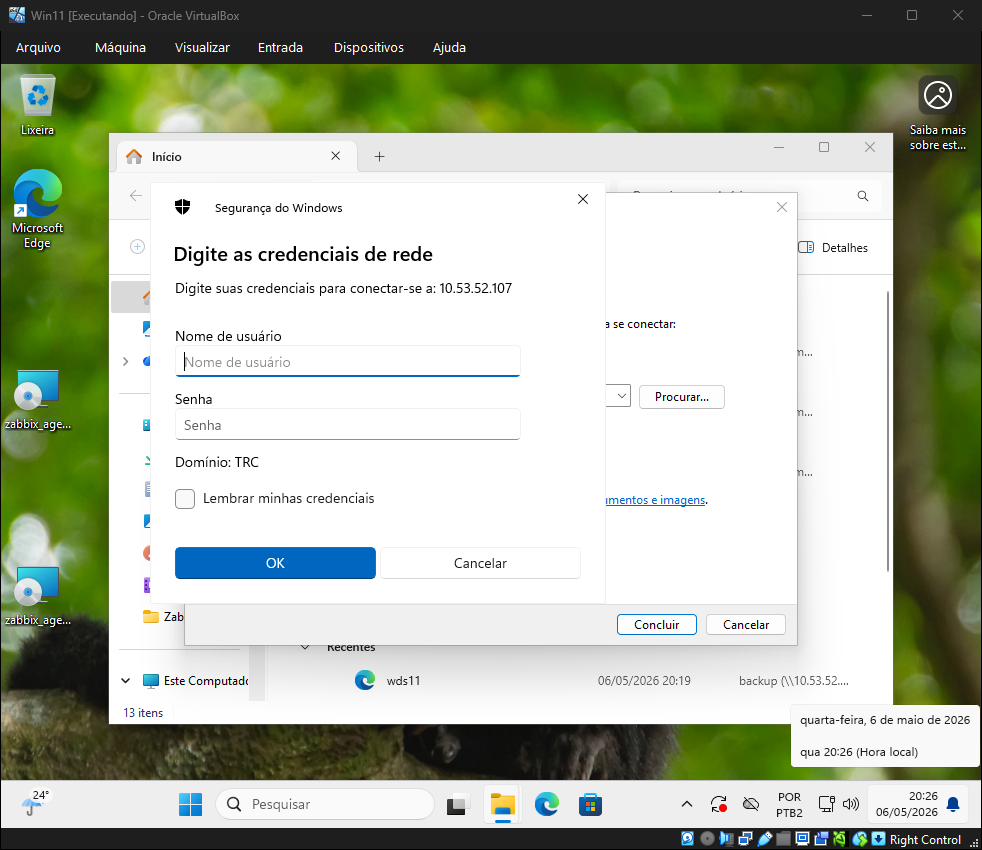 Win11 [Executando] - Oracle VirtualBox
Arquivo Máquina Visualizar Entrada Dispositivos Ajuda
Lixeira
Saiba mais
sobre est...
Início
Microsoft
Edge
Segurança do Windows
Digite as credenciais de rede
Detalhes
Digite suas credenciais para conectar-se a: 10.53.52.107
a se conectar:
Nome de usuário
Nome de usuário
m...
Procurar...
Senha
m...
Senha
zabbix_age...
Domínio: TRC
m...
Lembrar minhas credenciais
umentos e imagens.
OK Cancelar
zabbix_age...
Zab
Concluir Cancelar
Recentes
Este Computado
wds11 06/05/2026 20:19 backup (\\10.53.52....
13 itens
quarta-feira, 6 de maio de 2026
qua 20:26 (Hora local)
24°
Pesquisar
POR
PTB2
20:26
06/05/2026
Right Control